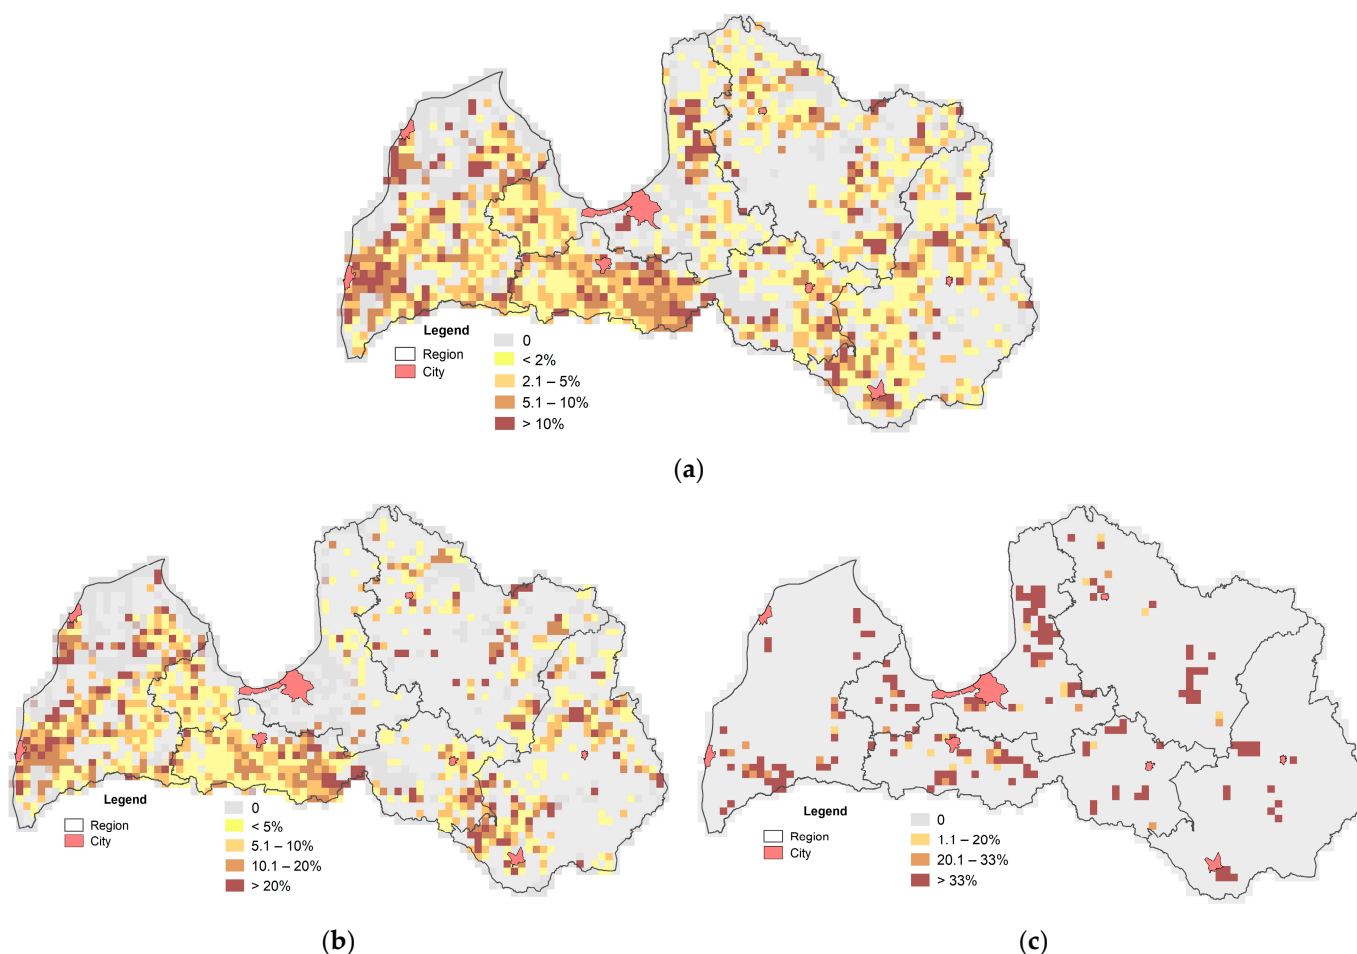 Legend
Region
City
0
< 2%
2.1 – 5%
5.1 – 10%
> 10%
(a)
Legend
Region
City
0
< 5%
5.1 – 10%
10.1 – 20%
> 20%
(b)
Legend
Region
City
0
1.1 – 20%
20.1 – 33%
> 33%
(c)